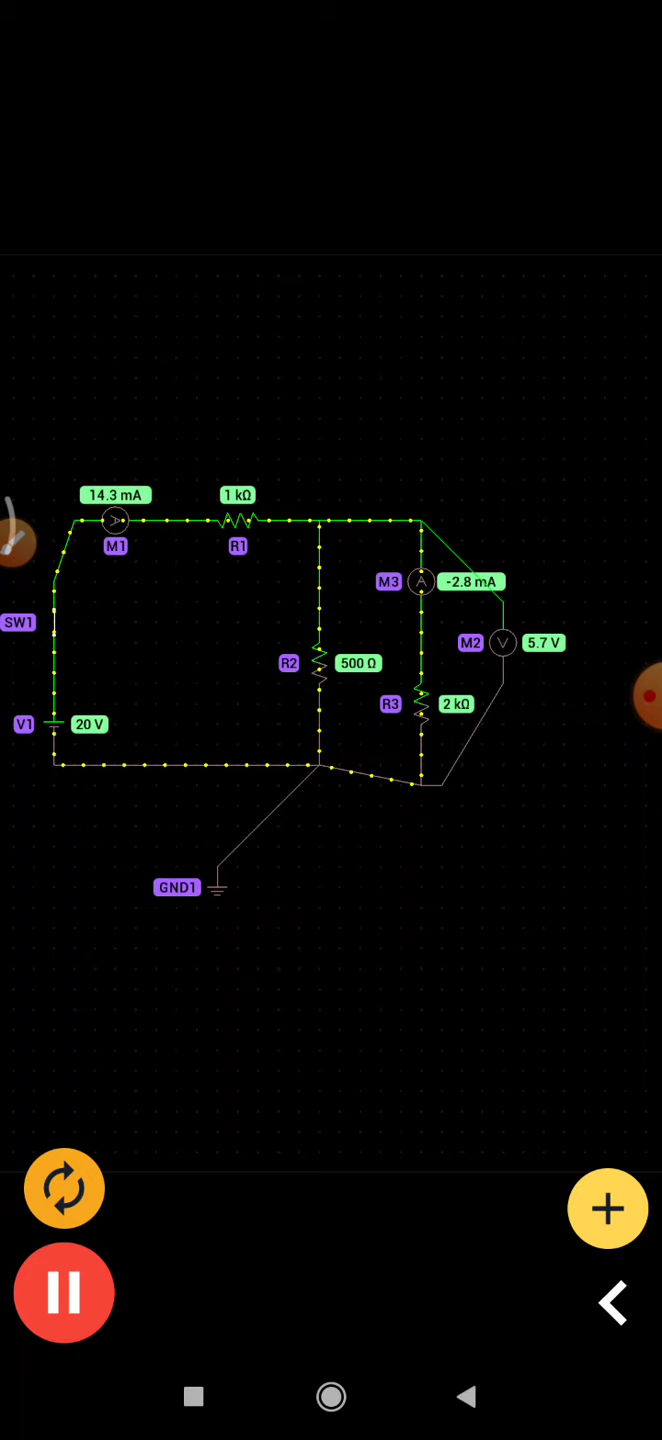 14.3 mA
1 kΩ
M1
R1
M3
-2.8 mA
SW1
M2
5.7 V
R2
500 Ω
R3
2 kΩ
V1
20 V
GND1